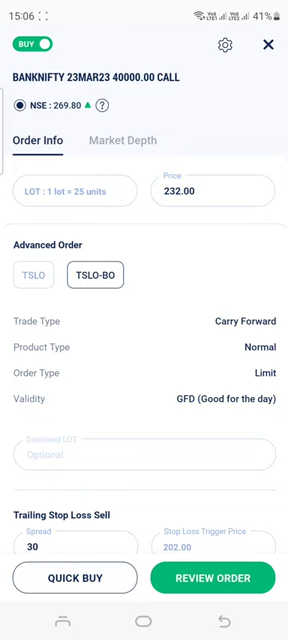 15:06 41%
BUY
BANKNIFTY 23MAR23 40000.00 CALL
NSE : 269.80 ?
Order Info Market Depth
Price
LOT : 1 lot = 25 units 232.00
Advanced Order
TSLO TSLO-BO
Trade Type Carry Forward
Product Type Normal
Order Type Limit
Validity GFD (Good for the day)
Disclosed LOT
Optional
Trailing Stop Loss Sell
Spread Stop Loss Trigger Price
30 202.00
QUICK BUY REVIEW ORDER